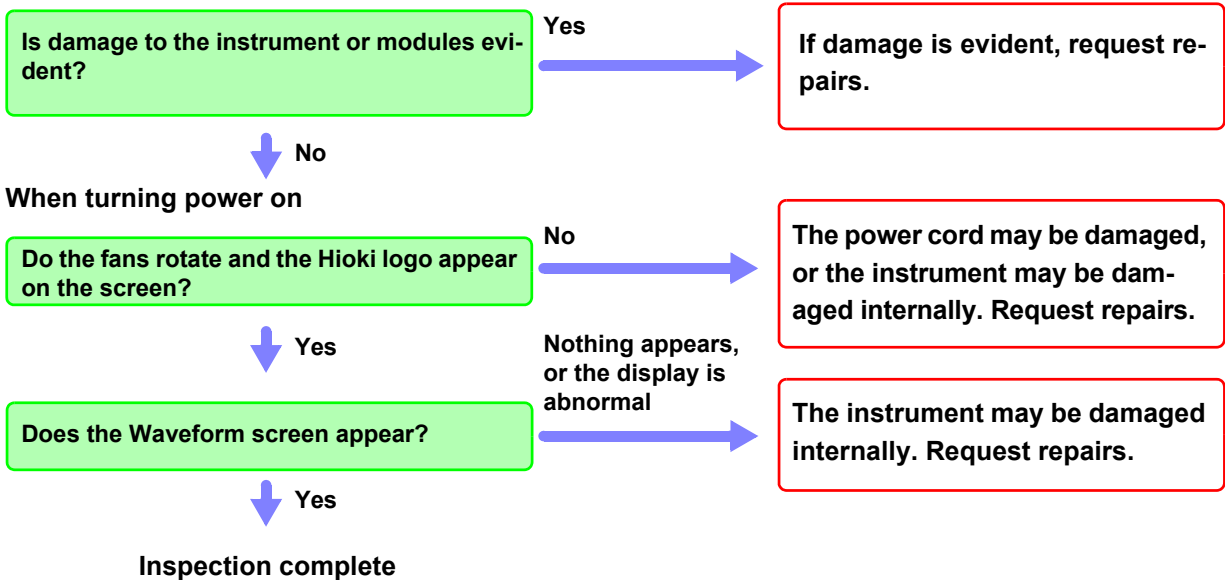 Is damage to the instrument or modules evi-
dent?
Yes
If damage is evident, request re-
pairs.
No
When turning power on
Do the fans rotate and the Hioki logo appear
on the screen?
No
The power cord may be damaged,
or the instrument may be dam-
aged internally. Request repairs.
Yes
Nothing appears,
or the display is
abnormal
Does the Waveform screen appear?
The instrument may be damaged
internally. Request repairs.
Yes
Inspection complete